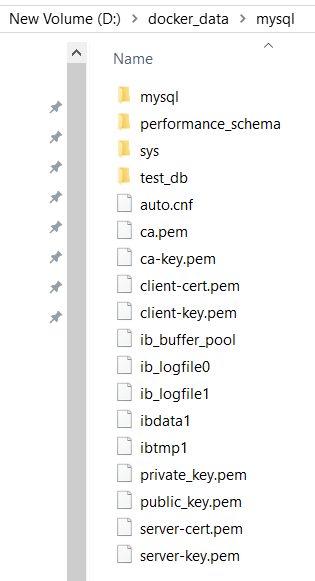 New Volume (D:) › docker_data › mysql
Name
mysql
performance_schema
sys
test_db
auto.cnf
ca.pem
ca-key.pem
client-cert.pem
client-key.pem
ib_buffer_pool
ib_logfile0
ib_logfile1
ibdata1
ibtmp1
private_key.pem
public_key.pem
server-cert.pem
server-key.pem